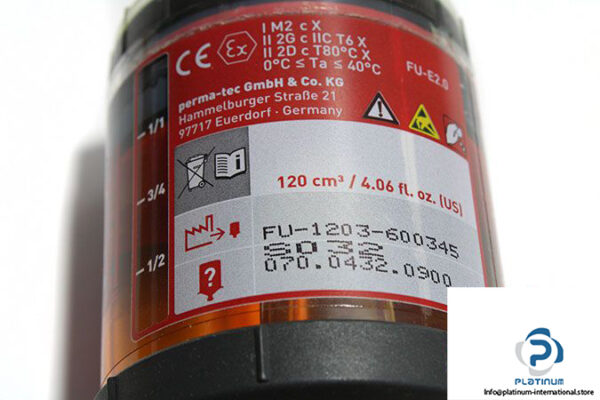 CE Ex
I M2 c X
II 2G c IIC T6 X
II 2D c T80°C X
0°C ≤ Ta ≤ 40°C
FU-E2.0
perma-tec GmbH & Co. KG
Hammelburger Straße 21
97717 Euerdorf · Germany
1/1
3/4
1/2
120 cm³ / 4.06 fl. oz. (US)
FU-1203-600345
SO32
070.0432.0900
?
PLATINUM
Info@platinum-international.store